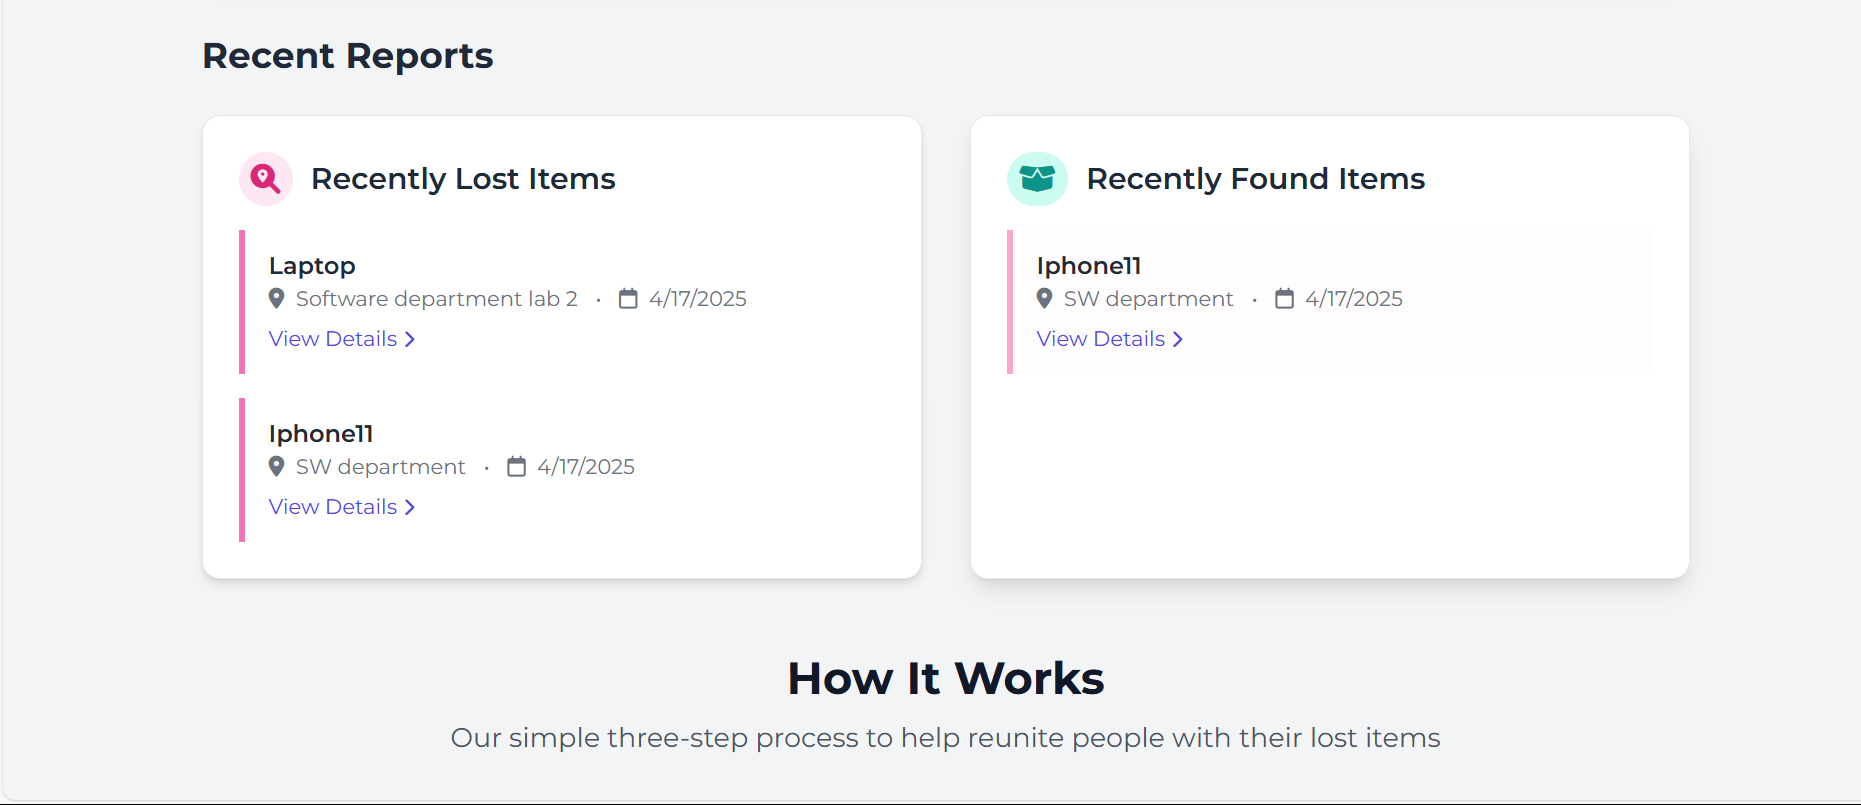 Recent Reports
Recently Lost Items
Laptop
Software department lab 2 • 4/17/2025
View Details
Iphone11
SW department • 4/17/2025
View Details
Recently Found Items
Iphone11
SW department • 4/17/2025
View Details
How It Works
Our simple three-step process to help reunite people with their lost items